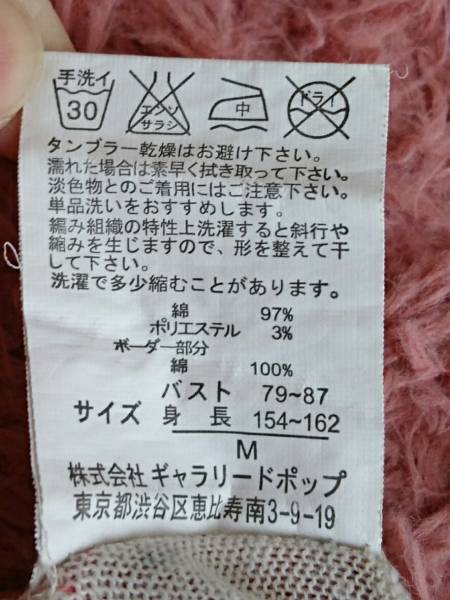 手洗イ
30
エンソ
サラシ
中
ドライ
タンブラー乾燥はお避け下さい。
濡れた場合は素早く拭き取って下さい。
淡色物とのご着用にはご注意下さい。
単品洗いをおすすめします。
編み組織の特性上洗濯すると斜行や
縮みを生じますので、形を整えて干
して下さい。
洗濯で多少縮むことがあります。
綿 97%
ポリエステル 3%
ボーダー部分
綿 100%
バスト 79~87
サイズ 身 長 154~162
M
株式会社 ギャラリードポップ
東京都渋谷区恵比寿南3-9-19